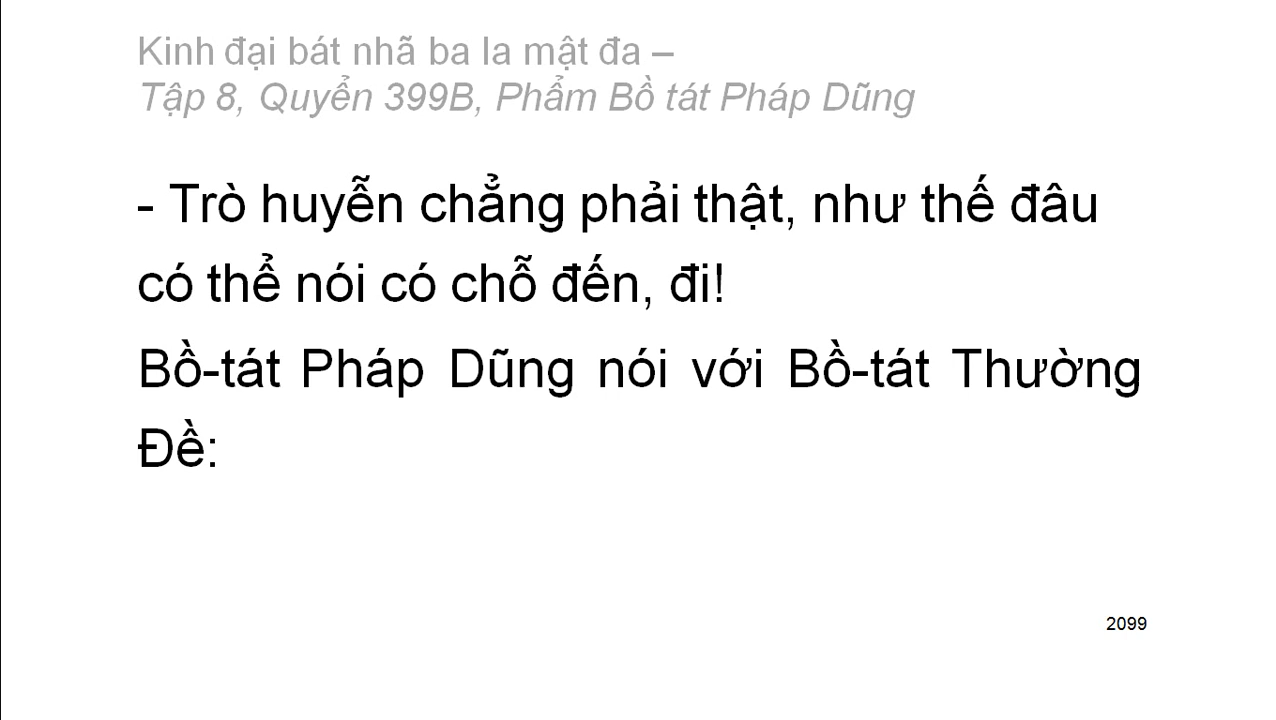 Kinh đại bát nhã ba la mật đa –
Tập 8, Quyển 399B, Phẩm Bồ tát Pháp Dũng
- Trò huyễn chẳng phải thật, như thế đâu
có thể nói có chỗ đến, đi!
Bồ-tát Pháp Dũng nói với Bồ-tát Thường
Đề:
2099